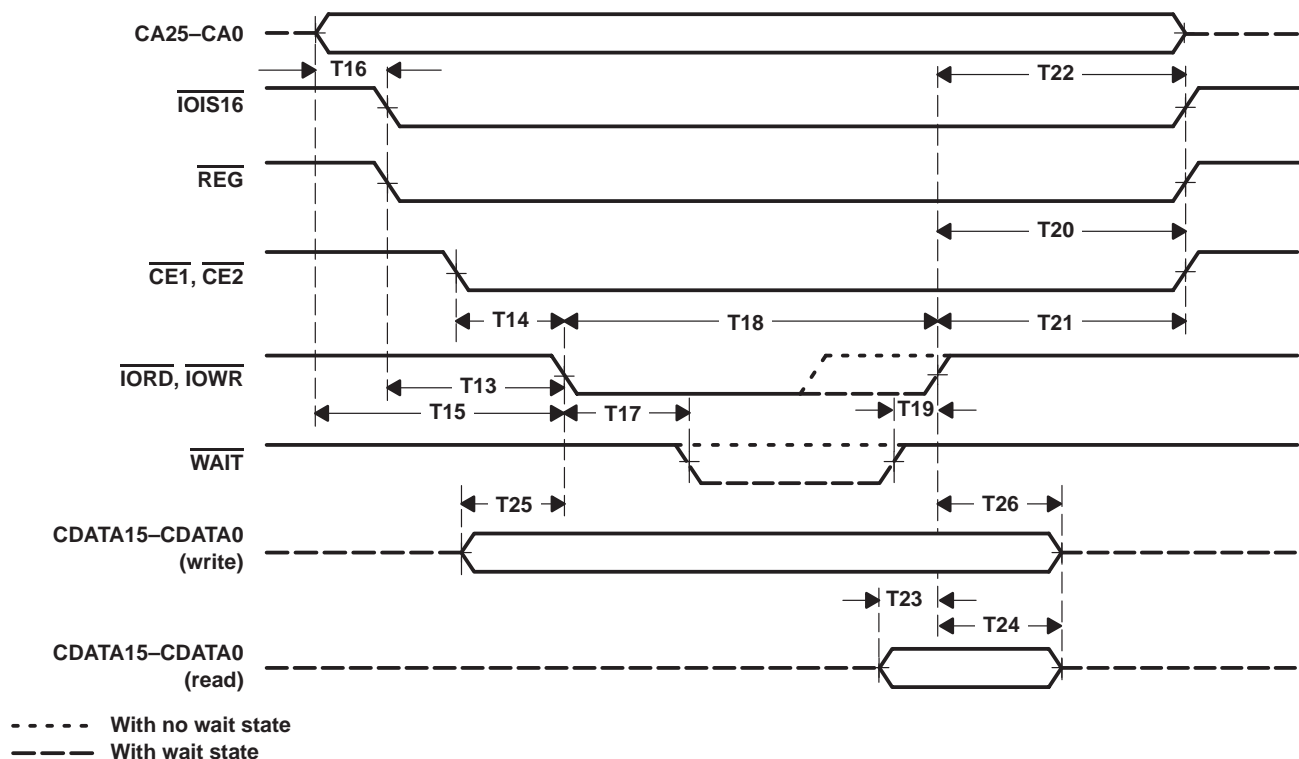 CA25–CA0
T16
T22
IOIS16
REG
T20
CE1, CE2
T14
T18
T21
IORD, IOWR
T13
T19
T15
T17
WAIT
T25
T26
CDATA15–CDATA0
(write)
T23
T24
CDATA15–CDATA0
(read)
With no wait state
With wait state